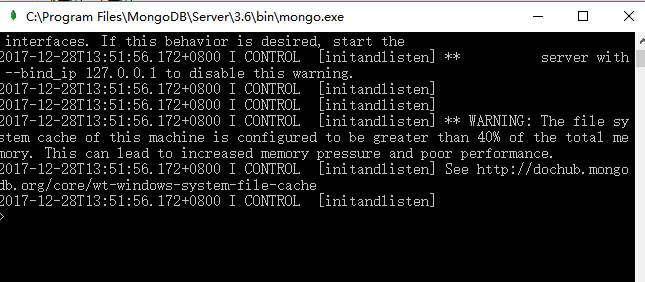 C:\Program Files\MongoDB\Server\3.6\bin\mongo.exe
interfaces. If this behavior is desired, start the
2017-12-28T13:51:56.172+0800 I CONTROL  [initandlisten] **          server with
 --bind_ip 127.0.0.1 to disable this warning.
2017-12-28T13:51:56.172+0800 I CONTROL  [initandlisten]
2017-12-28T13:51:56.172+0800 I CONTROL  [initandlisten]
2017-12-28T13:51:56.172+0800 I CONTROL  [initandlisten] ** WARNING: The file sy
stem cache of this machine is configured to be greater than 40% of the total me
mory. This can lead to increased memory pressure and poor performance.
2017-12-28T13:51:56.172+0800 I CONTROL  [initandlisten] See http://dochub.mongo
db.org/core/wt-windows-system-file-cache
2017-12-28T13:51:56.172+0800 I CONTROL  [initandlisten]
>